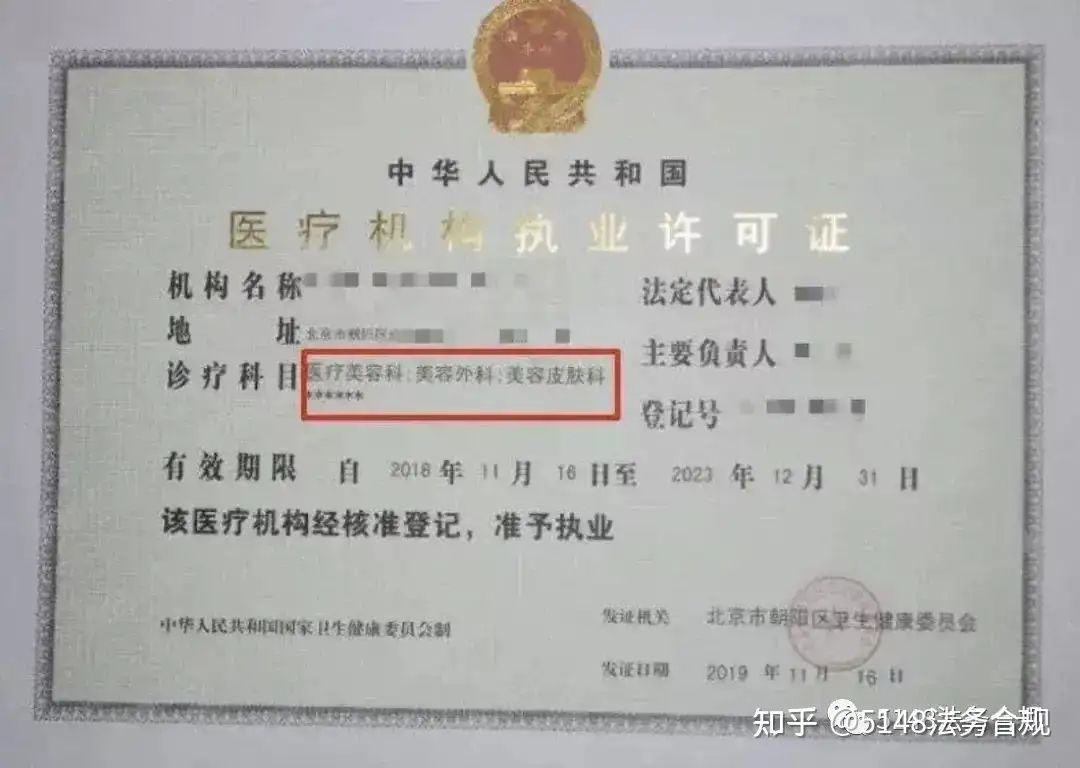 中华人民共和国
医疗机构执业许可证
机构名称
法定代表人
地址 北京市朝阳区
主要负责人
诊疗科目 医疗美容科;美容外科;美容皮肤科
******
登记号
有效期限 自 2018 年 11 月 16 日至 2023 年 12 月 31 日
该医疗机构经核准登记,准予执业
中华人民共和国国家卫生健康委员会制
发证机关 北京市朝阳区卫生健康委员会
发证日期 2019 年 11 月 16 日
知乎 @5148法务合规